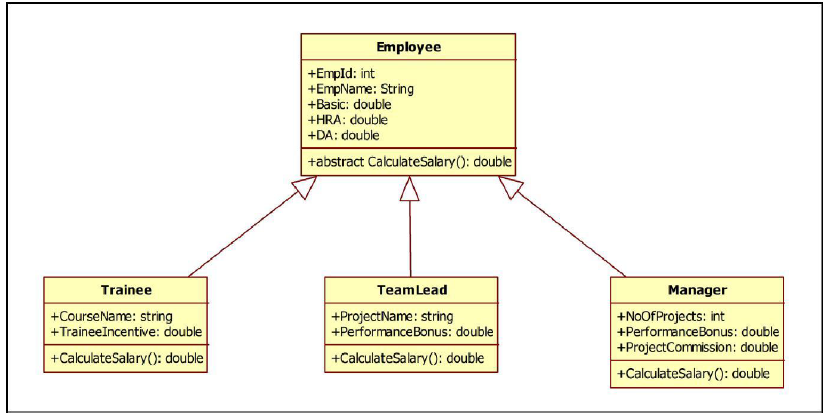 Employee
+EmpId: int
+EmpName: String
+Basic: double
+HRA: double
+DA: double
+abstract CalculateSalary(): double
Trainee
+CourseName: string
+TraineeIncentive: double
+CalculateSalary(): double
TeamLead
+ProjectName: string
+PerformanceBonus: double
+CalculateSalary(): double
Manager
+NoOfProjects: int
+PerformanceBonus: double
+ProjectCommission: double
+CalculateSalary(): double